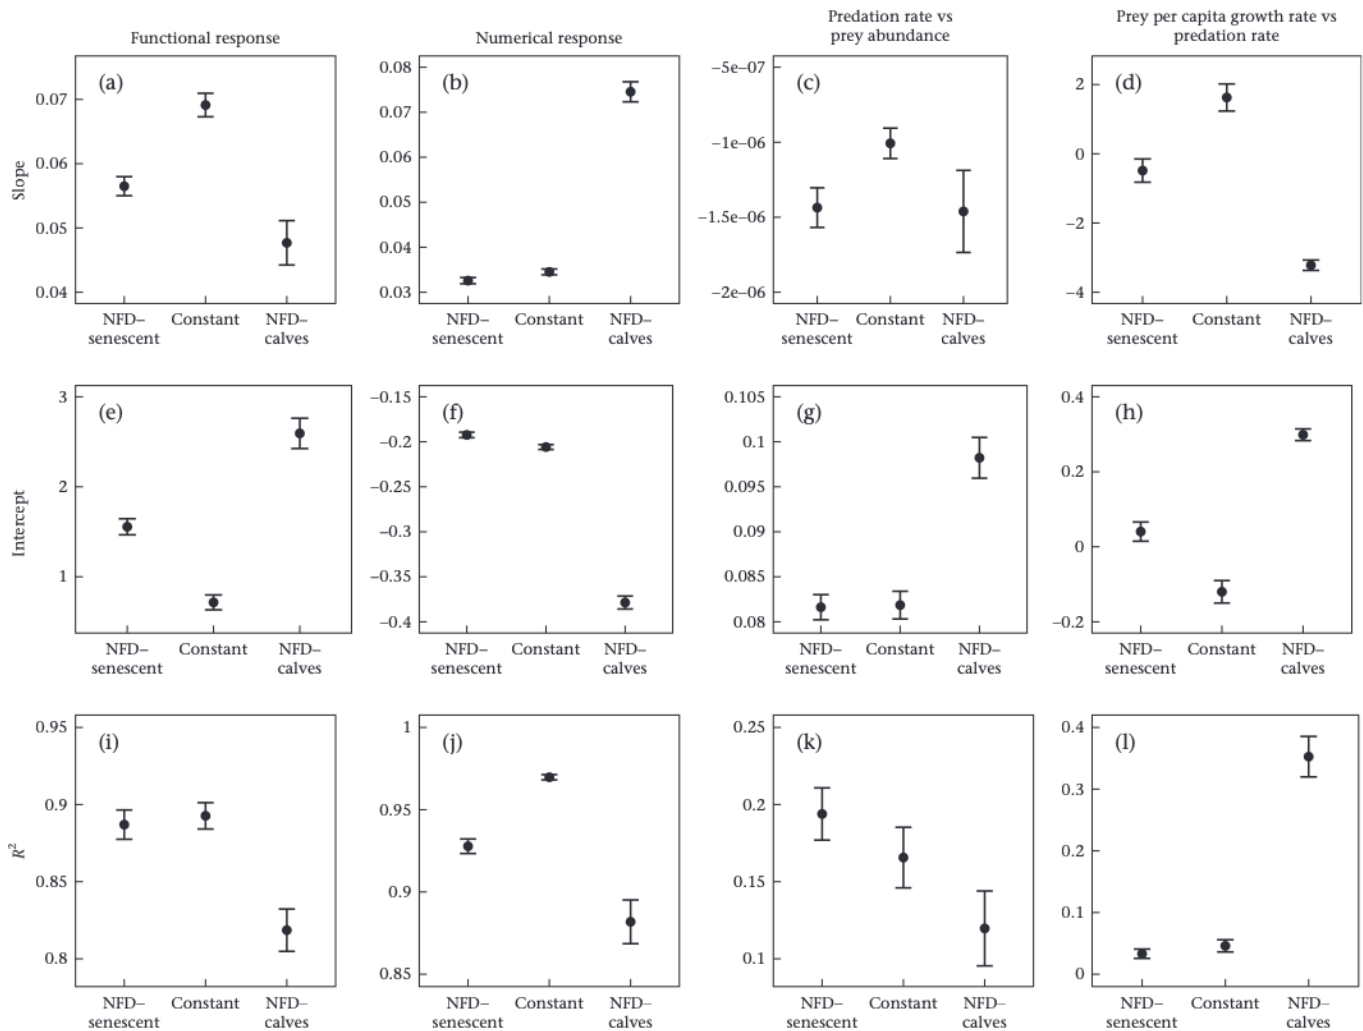 Functional response
Numerical response
Predation rate vs
prey abundance
Prey per capita growth rate vs
predation rate
Slope
(a)
0.07
0.06
0.05
0.04
NFD–
senescent
Constant
NFD–
calves
(b)
0.08
0.07
0.06
0.05
0.04
0.03
NFD–
senescent
Constant
NFD–
calves
(c)
−5e–07
−1e–06
−1.5e–06
−2e–06
NFD–
senescent
Constant
NFD–
calves
(d)
2
0
−2
−4
NFD–
senescent
Constant
NFD–
calves
Intercept
(e)
3
2
1
NFD–
senescent
Constant
NFD–
calves
(f)
−0.15
−0.2
−0.25
−0.3
−0.35
−0.4
NFD–
senescent
Constant
NFD–
calves
(g)
0.105
0.1
0.095
0.09
0.085
0.08
NFD–
senescent
Constant
NFD–
calves
(h)
0.4
0.2
0
−0.2
NFD–
senescent
Constant
NFD–
calves
R²
(i)
0.95
0.9
0.85
0.8
NFD–
senescent
Constant
NFD–
calves
(j)
1
0.95
0.9
0.85
NFD–
senescent
Constant
NFD–
calves
(k)
0.25
0.2
0.15
0.1
NFD–
senescent
Constant
NFD–
calves
(l)
0.4
0.3
0.2
0.1
0
NFD–
senescent
Constant
NFD–
calves